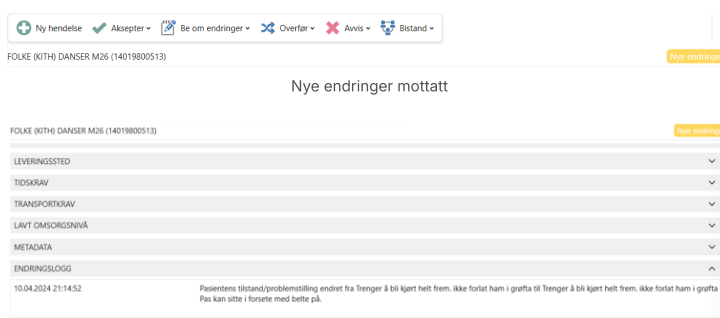 Ny hendelse Aksepter Be om endringer Overfør Avvis Bistand
FOLKE (KITH) DANSER M26 (14019800513) Nye endringe
Nye endringer mottatt
FOLKE (KITH) DANSER M26 (14019800513) Nye endring
LEVERINGSSTED
TIDSKRAV
TRANSPORTKRAV
LAVT OMSORGSNIVÅ
METADATA
ENDRINGSLOGG
10.04.2024 21:14:52 Pasientens tilstand/problemstilling endret fra Trenger å bli kjørt helt frem. ikke forlat ham i grøfta til Trenger å bli kjørt helt frem. ikke forlat ham i grøfta
Pas kan sitte i forsete med belte på.